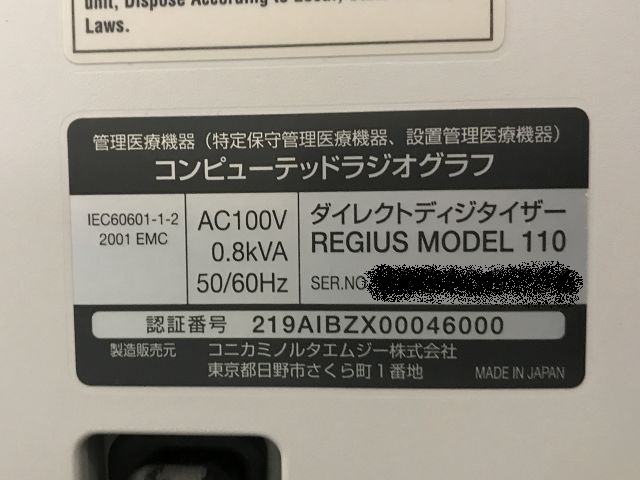 unit, Dispose According to Local,
Laws.
管理医療機器（特定保守管理医療機器、設置管理医療機器）
コンピューテッドラジオグラフ
IEC60601-1-2
2001 EMC
AC100V
0.8kVA
50/60Hz
ダイレクトディジタイザー
REGIUS MODEL 110
SER.NO.
認証番号 219AIBZX00046000
製造販売元 コニカミノルタエムジー株式会社
東京都日野市さくら町1番地
MADE IN JAPAN